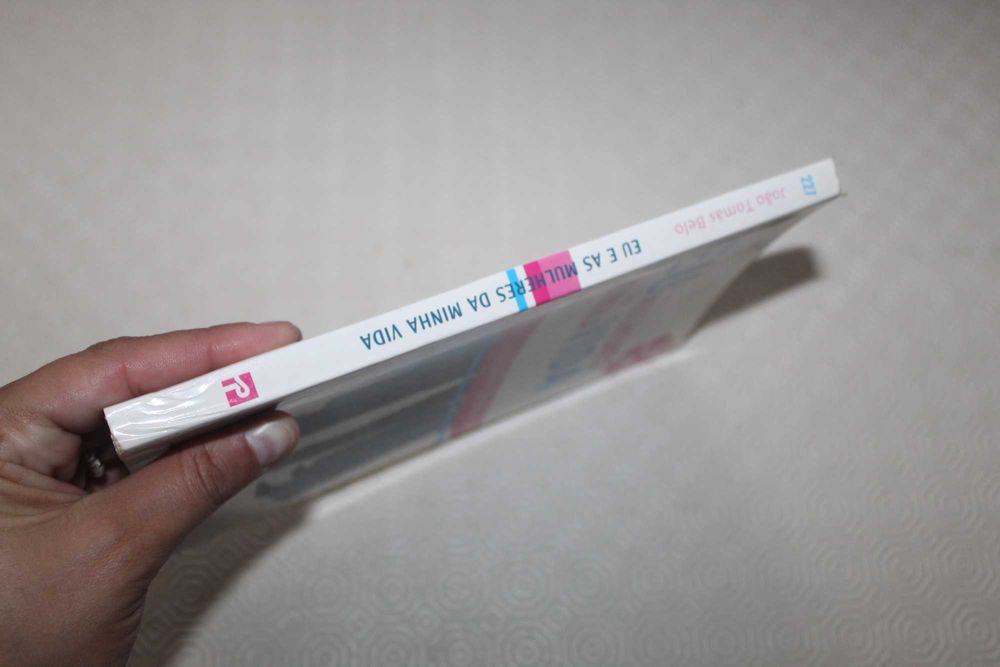 227
João Tomás Belo
EU E AS MULHERES DA MINHA VIDA